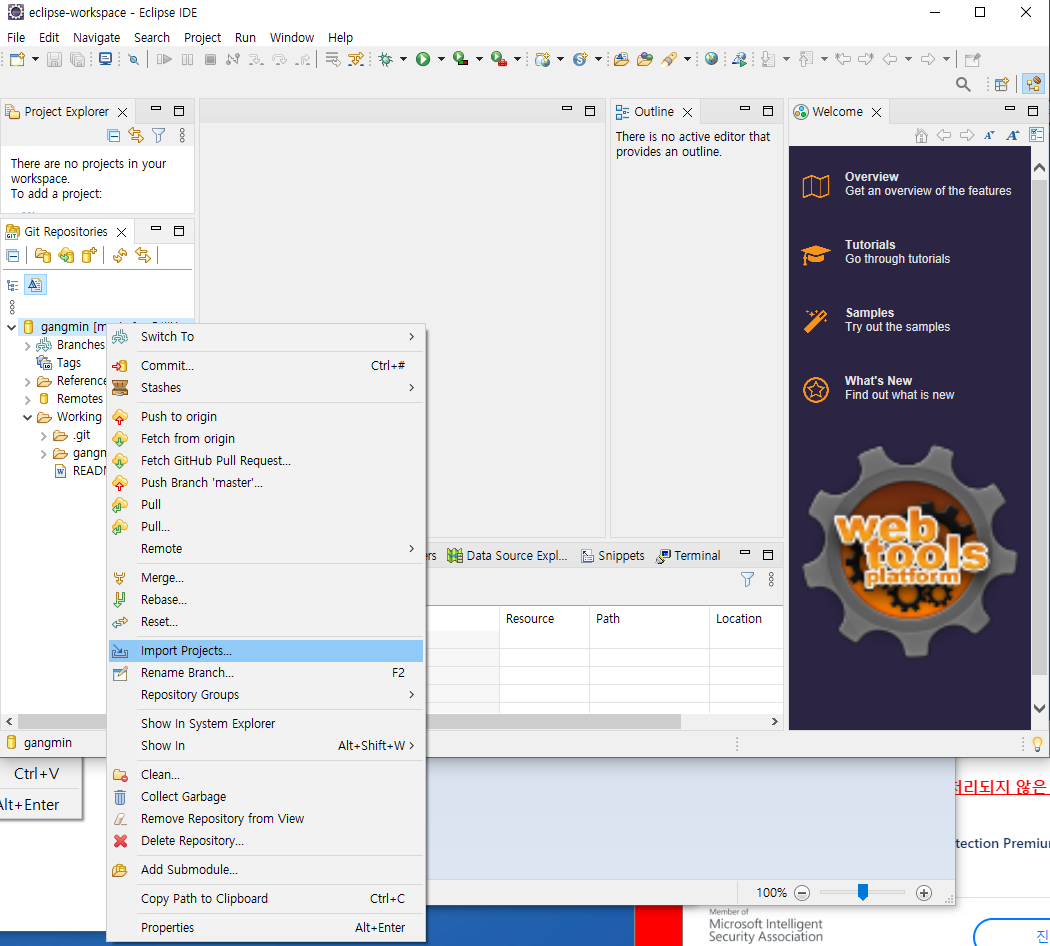 eclipse-workspace - Eclipse IDE
File Edit Navigate Search Project Run Window Help
Project Explorer
There are no projects in your
workspace.
To add a project:
Git Repositories
GIT
gangmin
Branches
Tags
Reference
Remotes
Working
.git
gangm
READ
Switch To
Commit... Ctrl+#
Stashes
Push to origin
Fetch from origin
Fetch GitHub Pull Request...
Push Branch 'master'...
Pull
Pull...
Remote
Merge...
Rebase...
Reset...
Import Projects...
Rename Branch... F2
Repository Groups
Show In System Explorer
Show In Alt+Shift+W
Clean...
Collect Garbage
Remove Repository from View
Delete Repository...
Add Submodule...
Copy Path to Clipboard Ctrl+C
Properties Alt+Enter
Outline
There is no active editor that
provides an outline.
ers Data Source Expl... Snippets Terminal
Resource Path Location
Welcome
Overview
Get an overview of the features
Tutorials
Go through tutorials
Samples
Try out the samples
What's New
Find out what is new
web
tools
platform
gangmin
Ctrl+V
Alt+Enter
처리되지 않은
tection Premiu
100%
Member of
Microsoft Intelligent
Security Association
진